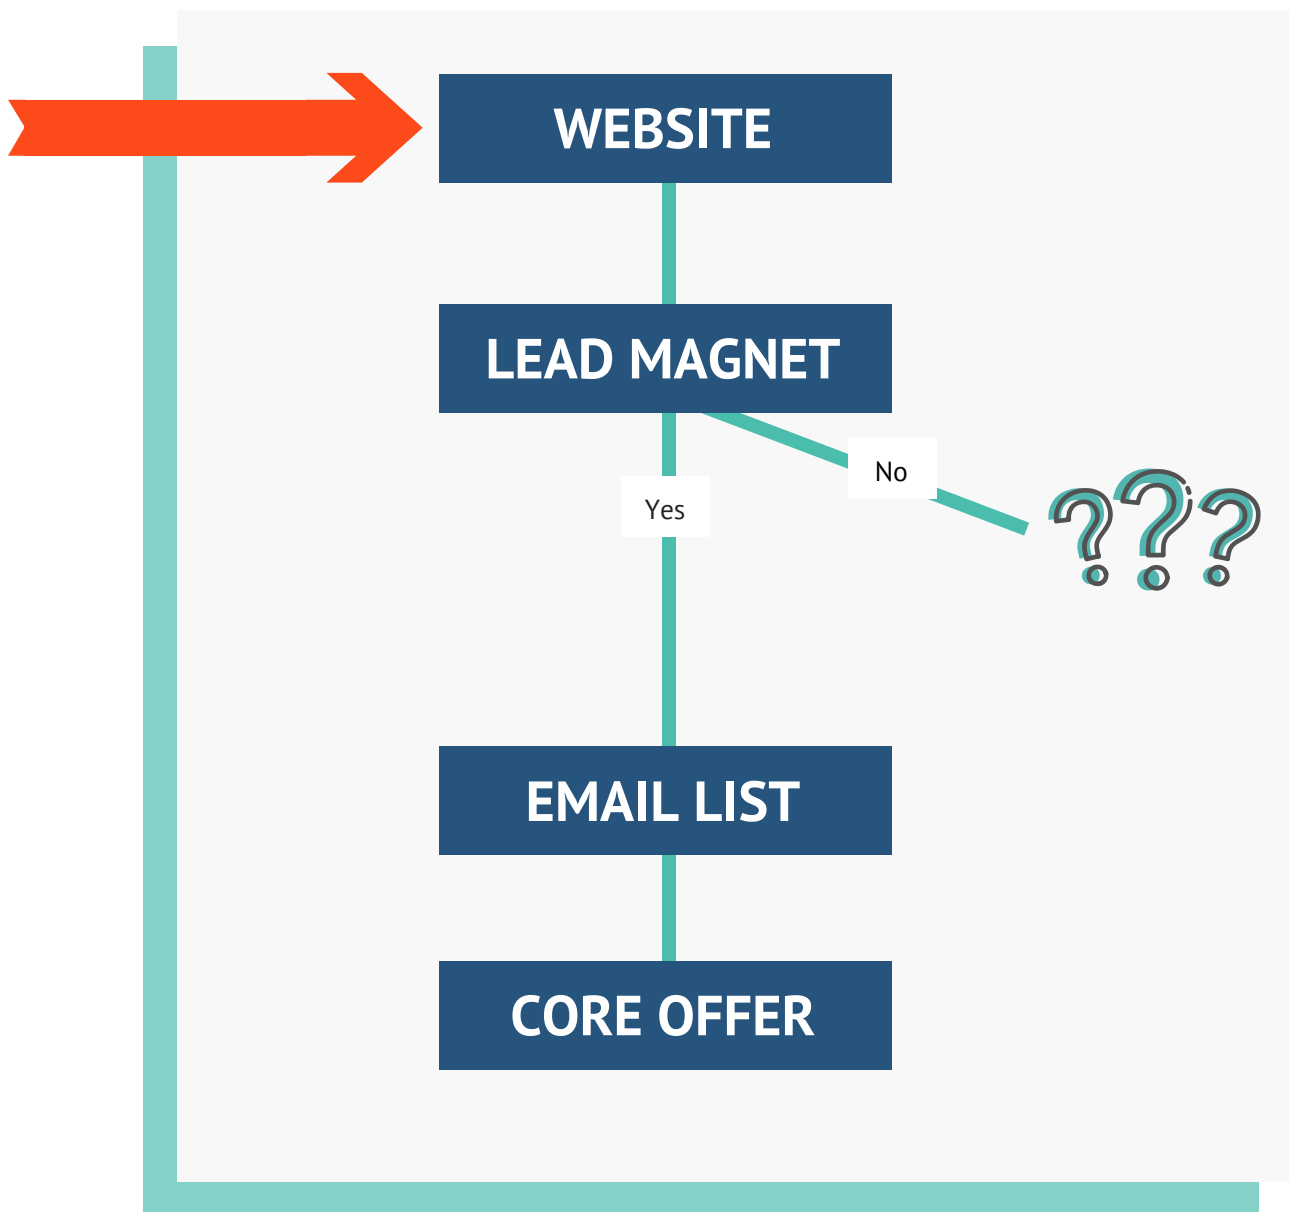 WEBSITE
LEAD MAGNET
No
Yes
???
EMAIL LIST
CORE OFFER